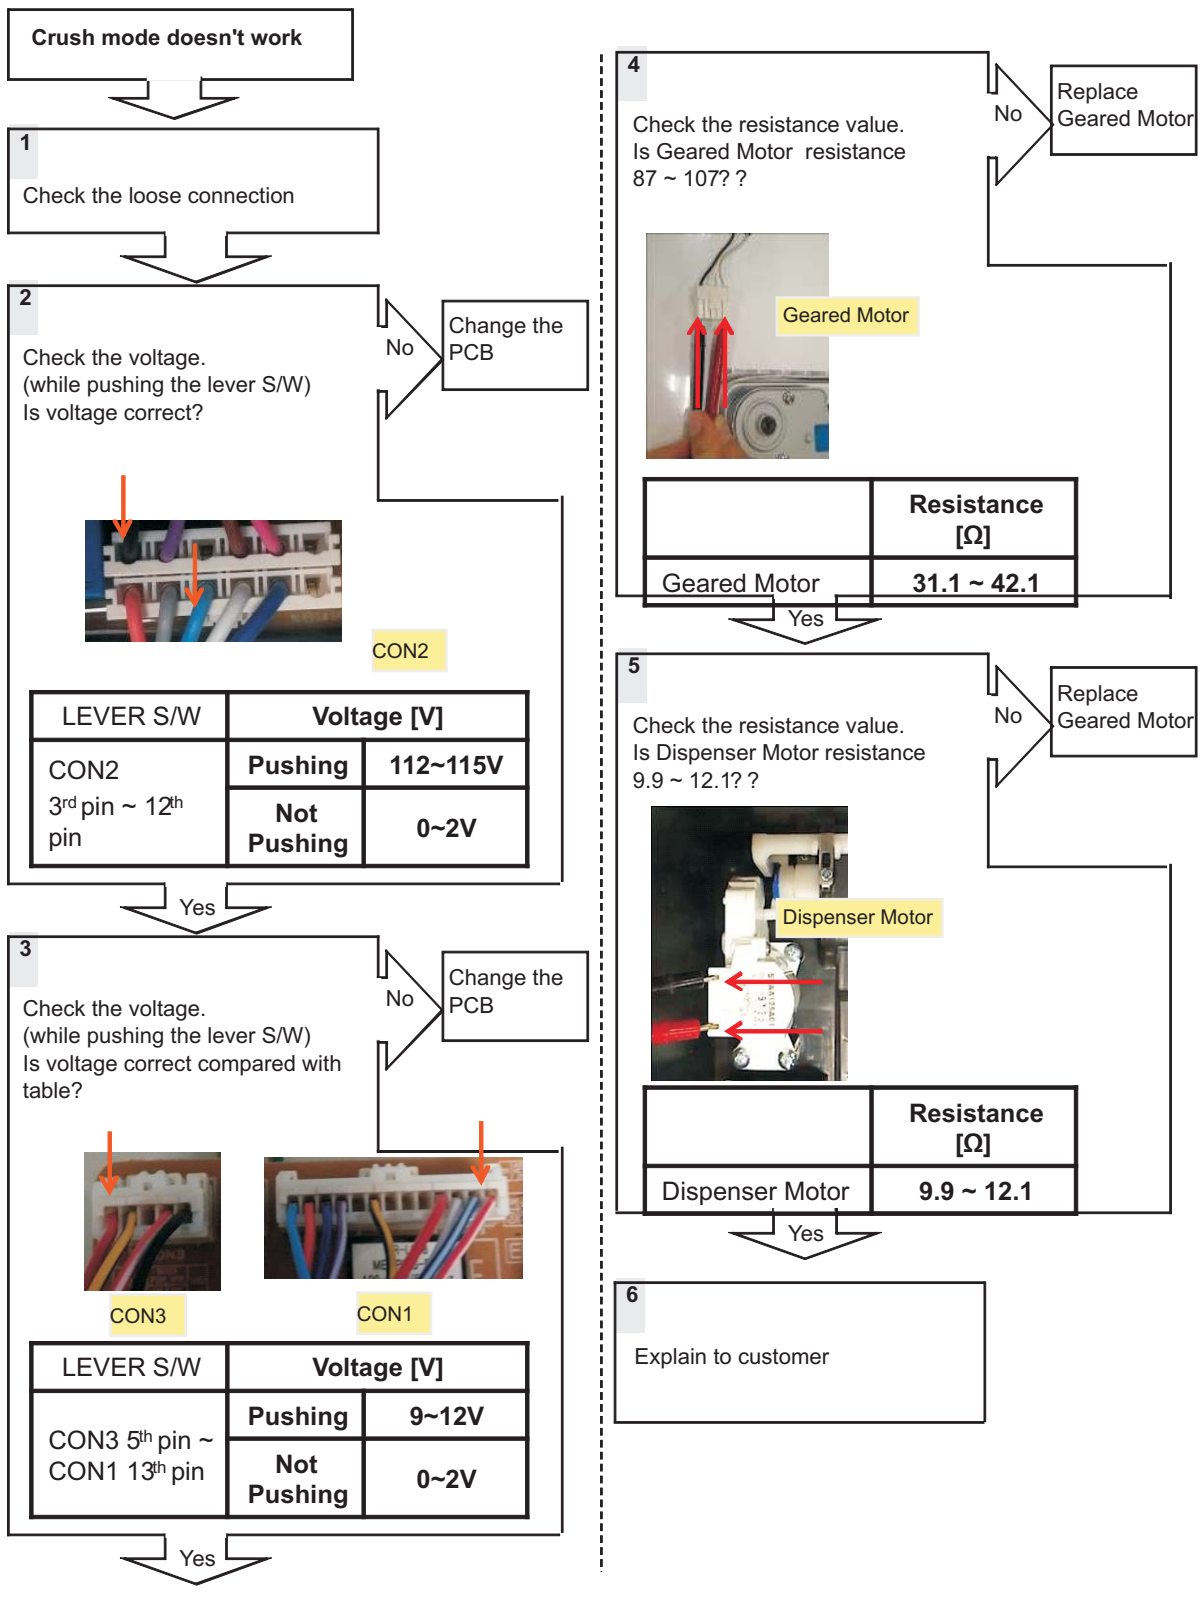 Crush mode doesn't work
1
Check the loose connection
2
Check the voltage.
(while pushing the lever S/W)
Is voltage correct?
No
Change the
PCB
CON2
LEVER S/W
Voltage [V]
CON2
3rd pin ~ 12th
pin
Pushing
112~115V
Not
Pushing
0~2V
Yes
3
Check the voltage.
(while pushing the lever S/W)
Is voltage correct compared with
table?
No
Change the
PCB
CON3
CON1
LEVER S/W
Voltage [V]
CON3 5th pin ~
CON1 13th pin
Pushing
9~12V
Not
Pushing
0~2V
Yes
4
Check the resistance value.
Is Geared Motor resistance
87 ~ 107? ?
No
Replace
Geared Motor
Geared Motor
Resistance
[Ω]
Geared Motor
31.1 ~ 42.1
Yes
5
Check the resistance value.
Is Dispenser Motor resistance
9.9 ~ 12.1? ?
No
Replace
Geared Motor
Dispenser Motor
Resistance
[Ω]
Dispenser Motor
9.9 ~ 12.1
Yes
6
Explain to customer